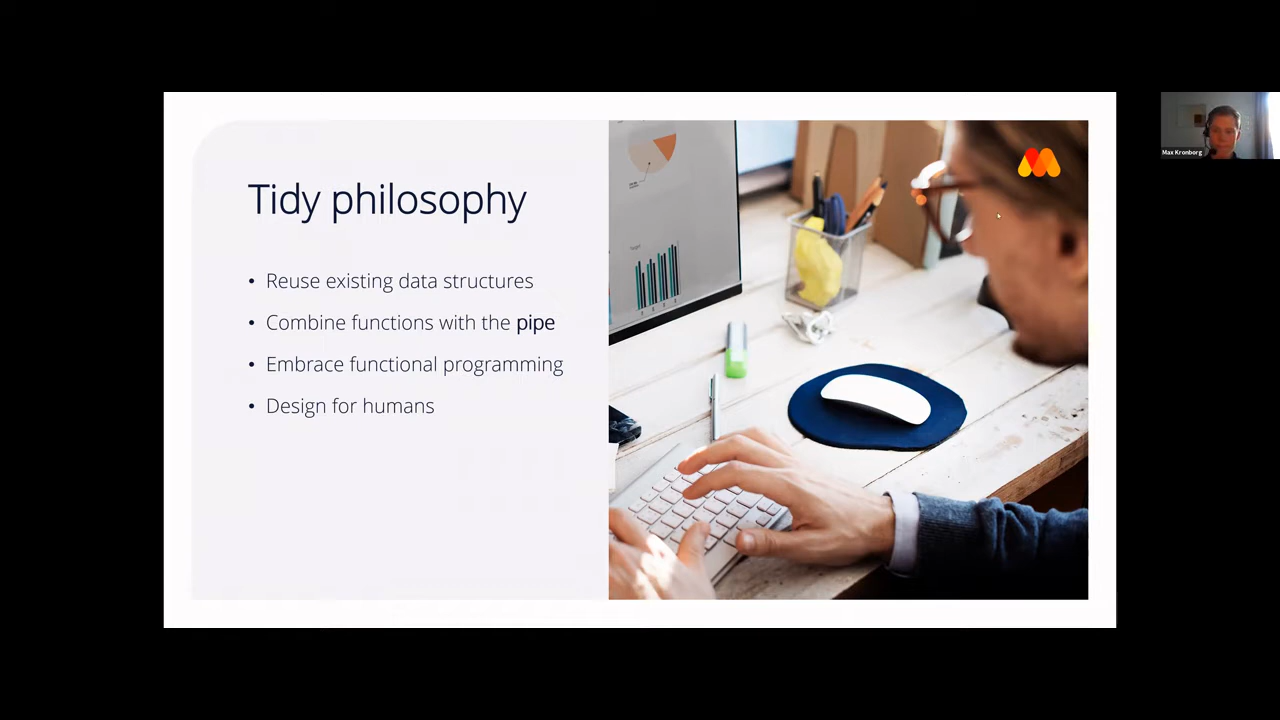 Tidy philosophy
• Reuse existing data structures
• Combine functions with the pipe
• Embrace functional programming
• Design for humans
Max Kronborg